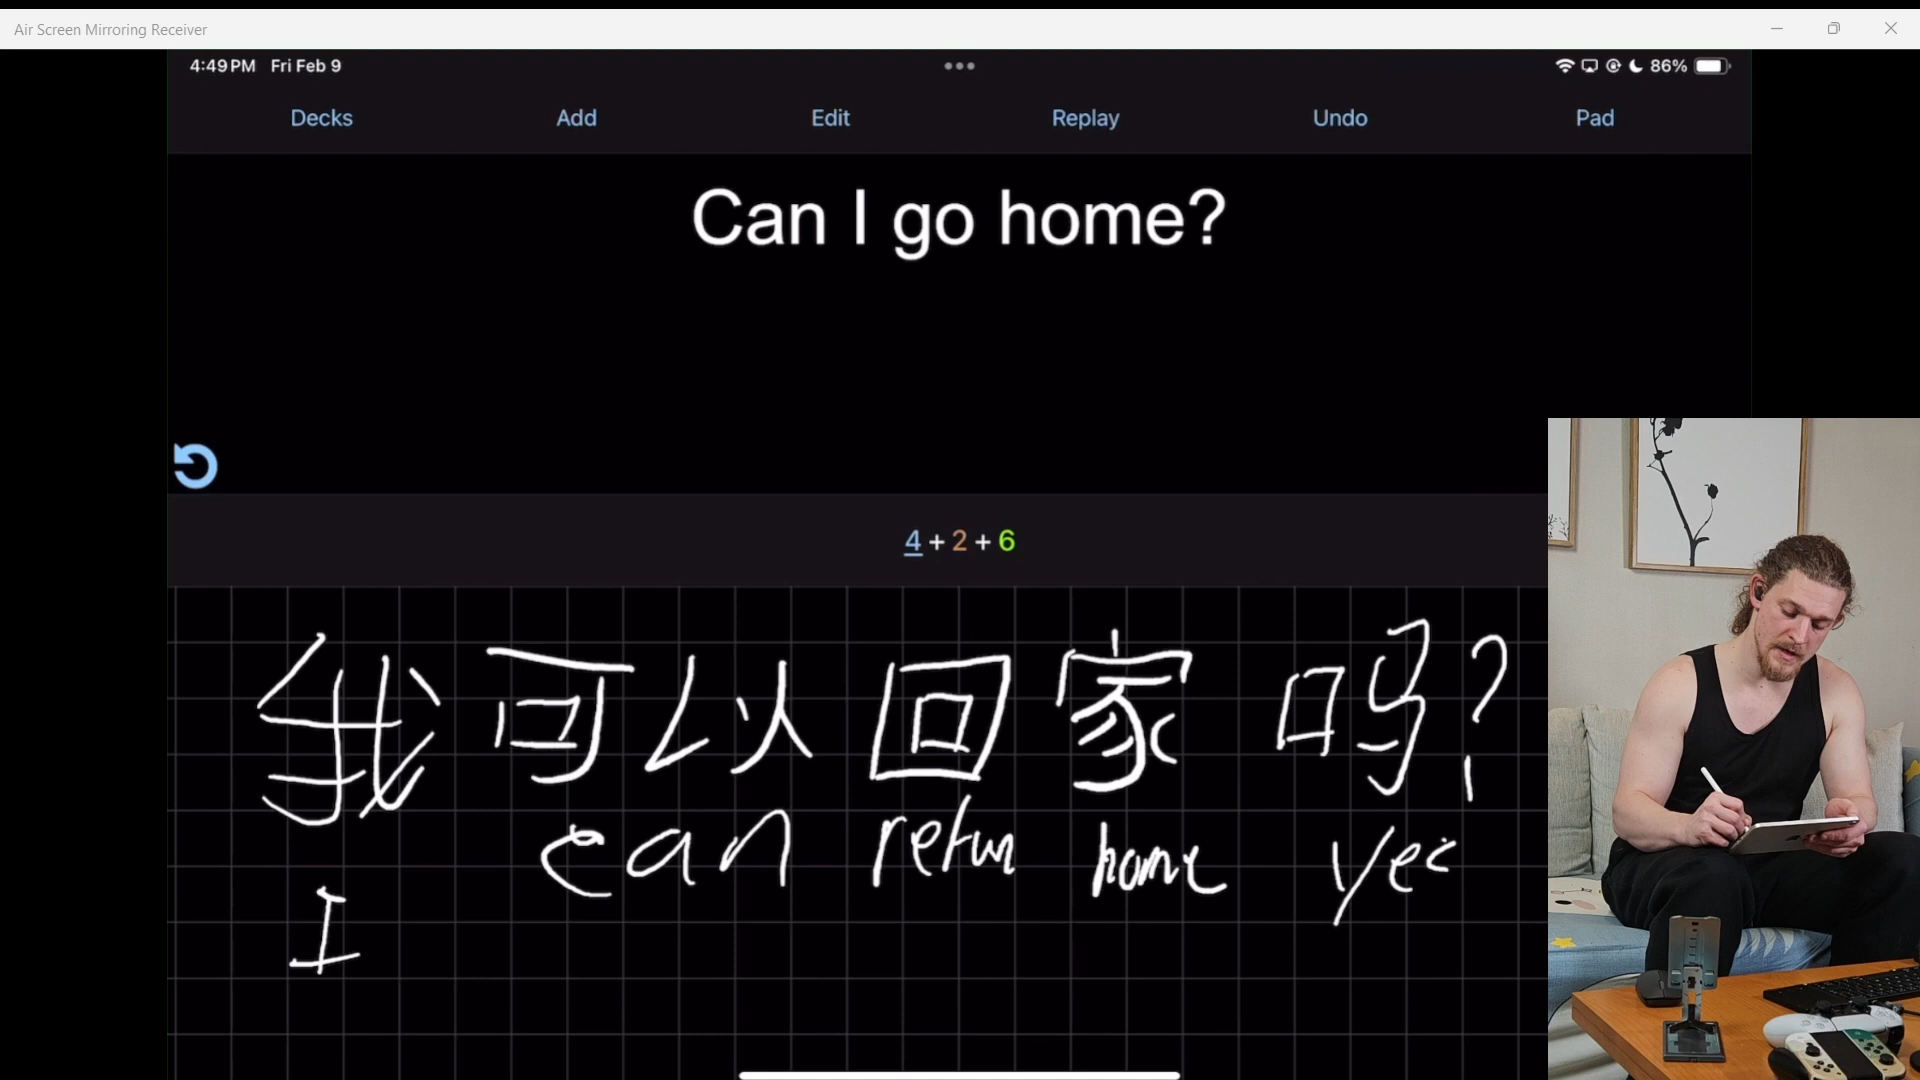 Air Screen Mirroring Receiver
4:49 PM Fri Feb 9
86%
Decks Add Edit Replay Undo Pad
Can I go home?
4 + 2 + 6
我可以回家吗?
can return home yes
I